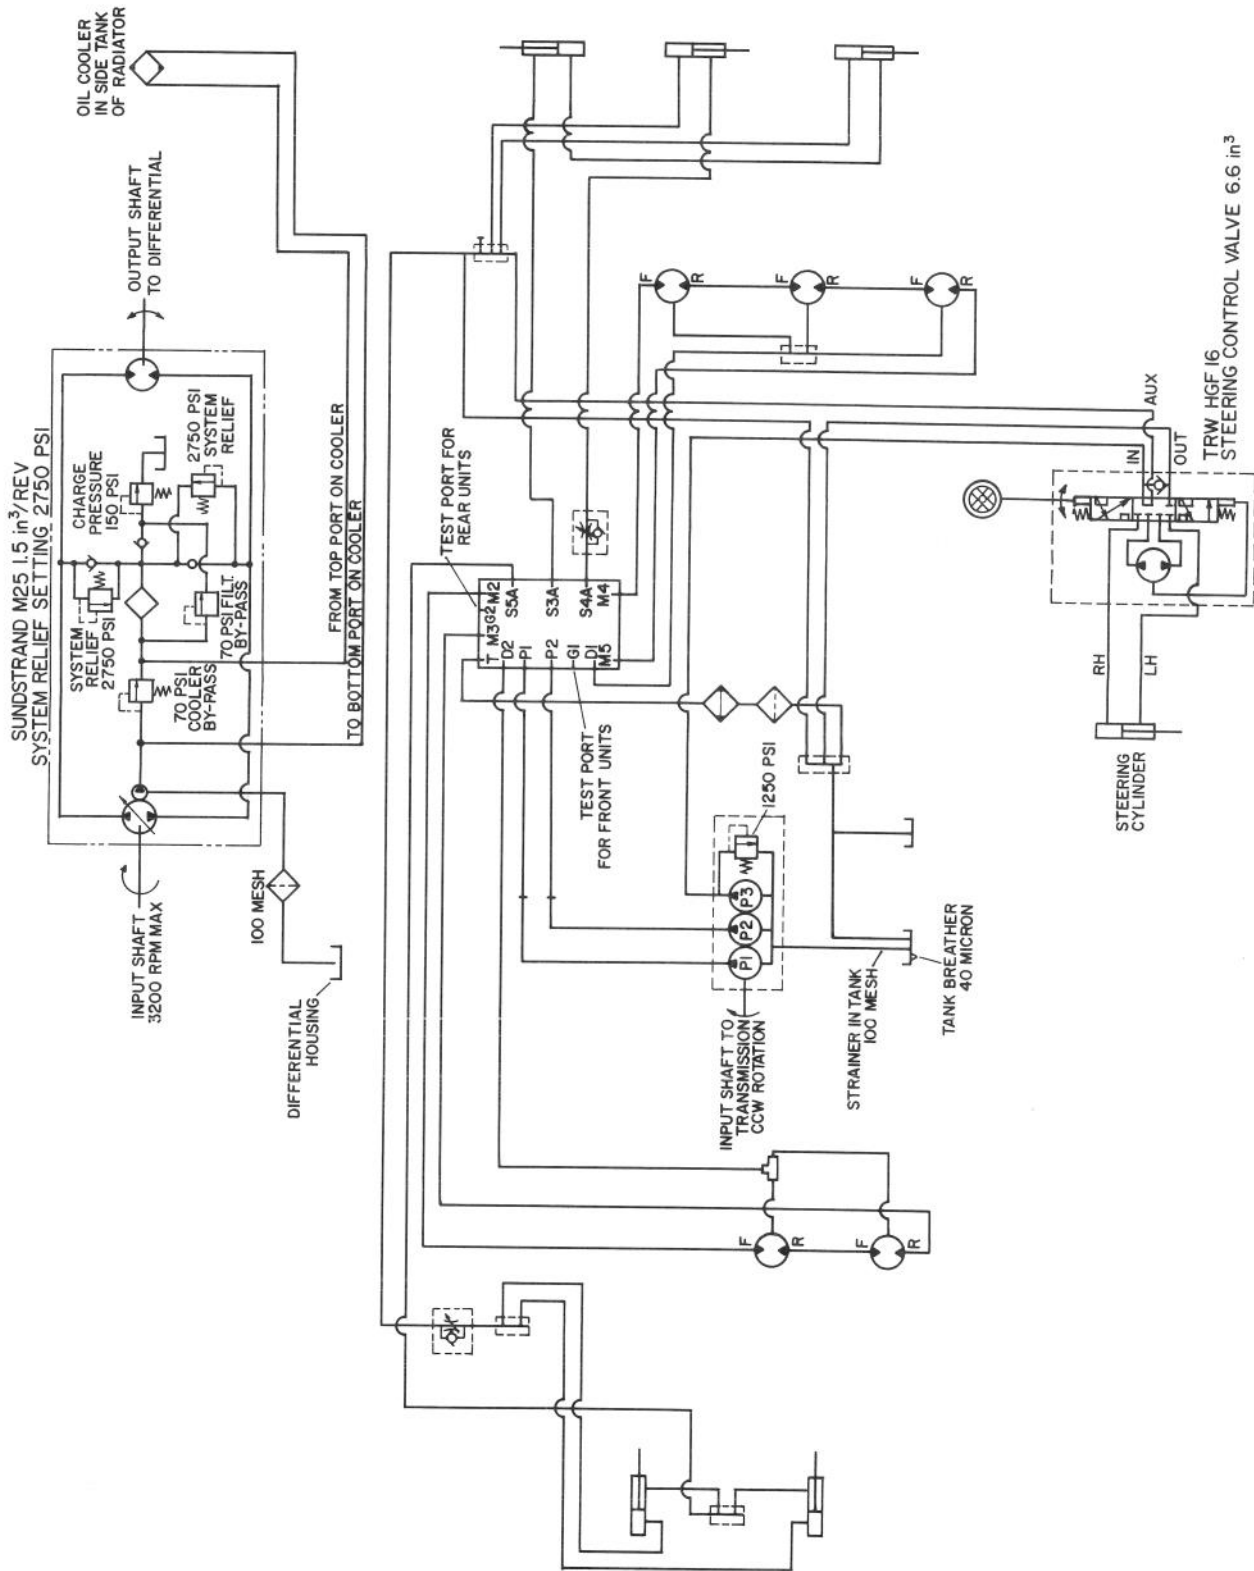 SUNDSTRAND M25 1.5 in³/REV
SYSTEM RELIEF SETTING 2750 PSI
INPUT SHAFT
3200 RPM MAX
SYSTEM
RELIEF
2750 PSI
CHARGE
PRESSURE
150 PSI
2750 PSI
SYSTEM
RELIEF
70 PSI
COOLER
BY-PASS
70 PSI FILT.
BY-PASS
OUTPUT SHAFT
TO DIFFERENTIAL
OIL COOLER
IN SIDE TANK
OF RADIATOR
FROM TOP PORT ON COOLER
TO BOTTOM PORT ON COOLER
100 MESH
DIFFERENTIAL
HOUSING
TEST PORT FOR
REAR UNITS
T
M3
G2
M2
D2
S5A
P1
S3A
P2
S4A
G1
D1
M4
M5
TEST PORT
FOR FRONT UNITS
1250 PSI
P1
P2
P3
INPUT SHAFT TO
TRANSMISSION
CCW ROTATION
STRAINER IN TANK
100 MESH
TANK BREATHER
40 MICRON
F
R
F
R
F
R
F
R
F
R
STEERING
CYLINDER
RH
LH
IN
AUX
OUT
TRW HGF 16
STEERING CONTROL VALVE 6.6 in³